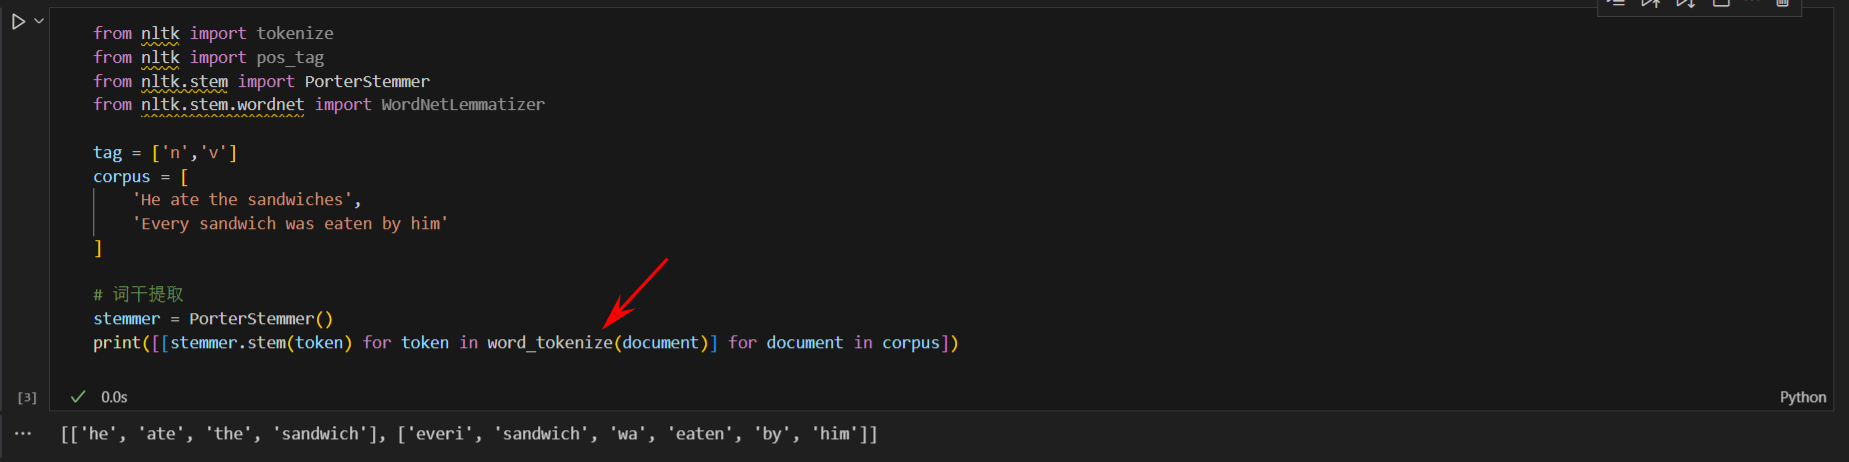 from nltk import tokenize
from nltk import pos_tag
from nltk.stem import PorterStemmer
from nltk.stem.wordnet import WordNetLemmatizer
tag = ['n','v']
corpus = [
'He ate the sandwiches',
'Every sandwich was eaten by him'
]
# 词干提取
stemmer = PorterStemmer()
print([[stemmer.stem(token) for token in word_tokenize(document)] for document in corpus])
[3] 0.0s Python
[['he', 'ate', 'the', 'sandwich'], ['everi', 'sandwich', 'wa', 'eaten', 'by', 'him']]